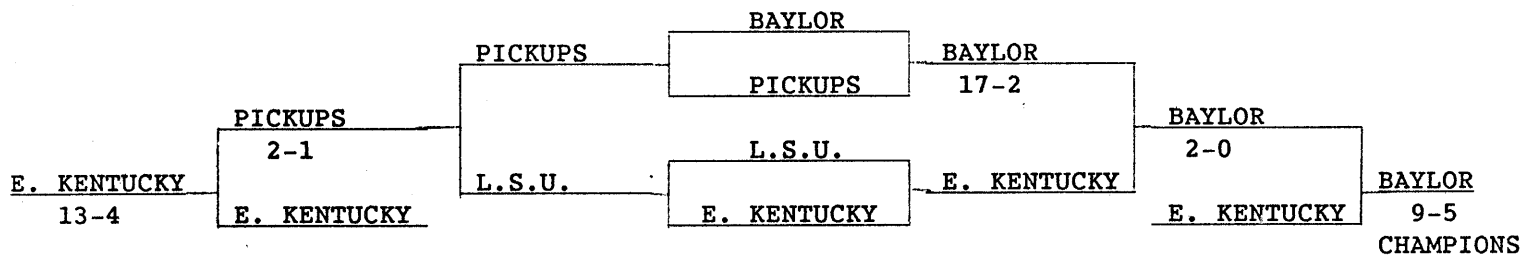 BAYLOR
PICKUPS BAYLOR
PICKUPS 17-2
PICKUPS BAYLOR
2-1 L.S.U. 2-0
E. KENTUCKY L.S.U. E. KENTUCKY BAYLOR
13-4 E. KENTUCKY E. KENTUCKY E. KENTUCKY 9-5
CHAMPIONS